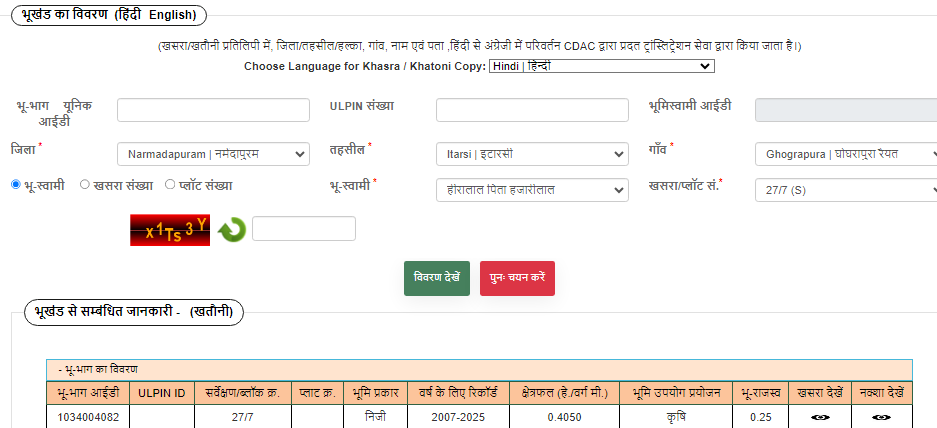 भूखंड का विवरण (हिंदी English)
(खसरा/खतौनी प्रतिलिपी में, जिला/तहसील/हल्का, गांव, नाम एवं पता ,हिंदी से अंग्रेजी में परिवर्तन CDAC द्वारा प्रदत ट्रांस्लिट्रेशन सेवा द्वारा किया जाता है।)
Choose Language for Khasra / Khatoni Copy: Hindi | हिन्दी
भू-भाग यूनिक आईडी ULPIN संख्या भूमिस्वामी आईडी
जिला * Narmadapuram | नर्मदापुरम तहसील * Itarsi | इटारसी गाँव * Ghograpura | घोघरापुरा रैयत
भू-स्वामी खसरा संख्या प्लॉट संख्या भू-स्वामी * हीरालाल पिता हजारीलाल खसरा/प्लॉट सं.* 27/7 (S)
x1Ts3Y
विवरण देखें पुनः चयन करें
भूखंड से सम्बंधित जानकारी - (खतौनी)
- भू-भाग का विवरण
भू-भाग आईडी ULPIN ID सर्वेक्षण/ब्लॉक क्र. प्लाट क्र. भूमि प्रकार वर्ष के लिए रिकॉर्ड क्षेत्रफल (हे./वर्ग मी.) भूमि उपयोग प्रयोजन भू-राजस्व खसरा देखें नक्शा देखें
1034004082 27/7 निजी 2007-2025 0.4050 कृषि 0.25